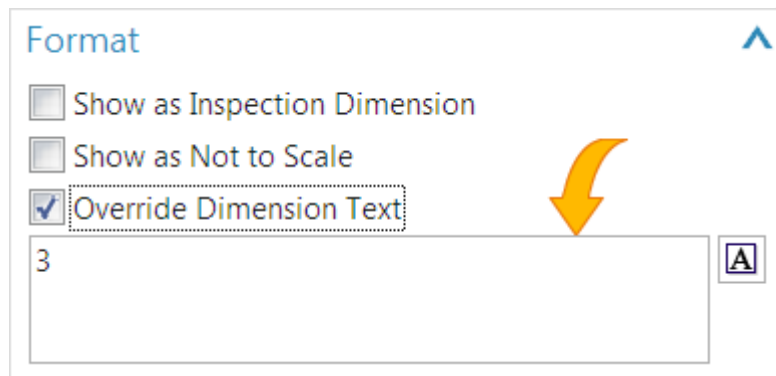 Format
Show as Inspection Dimension
Show as Not to Scale
Override Dimension Text
3
A